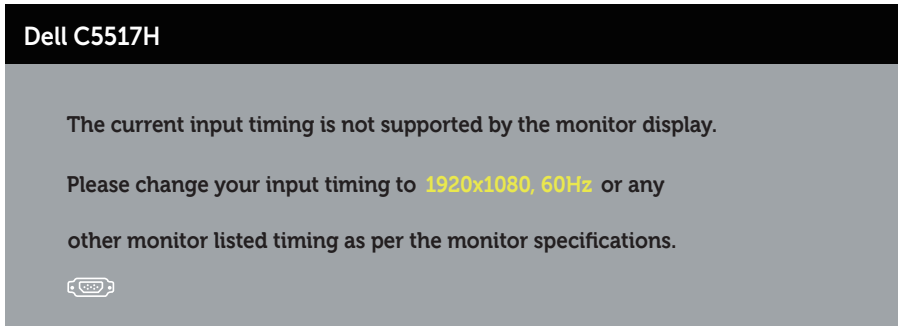 Dell C5517H
The current input timing is not supported by the monitor display.
Please change your input timing to 1920x1080, 60Hz or any
other monitor listed timing as per the monitor specifications.